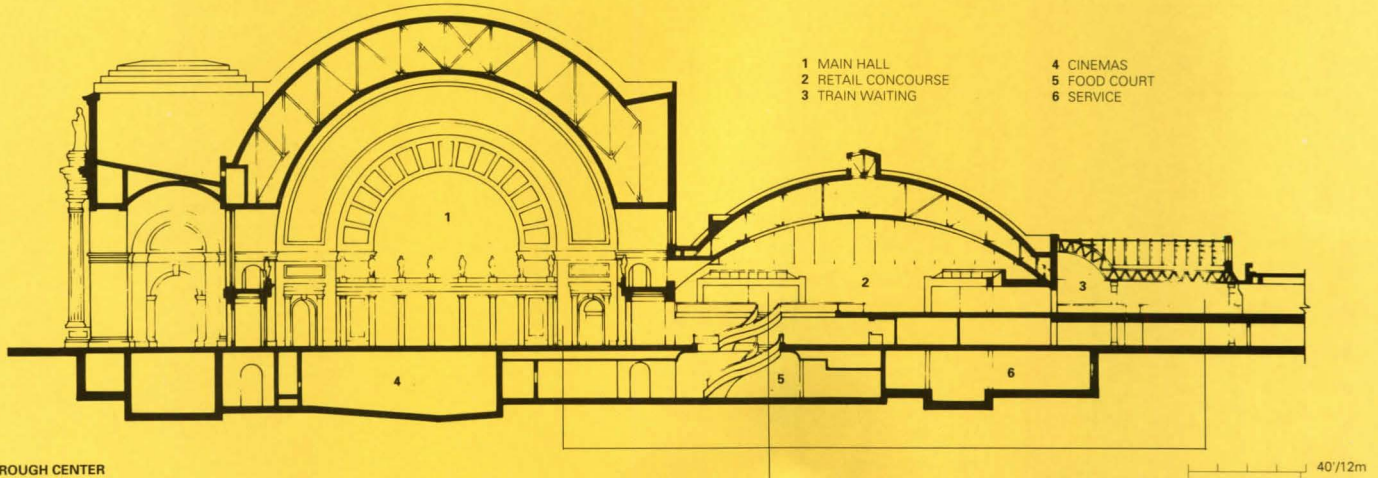 1 MAIN HALL
2 RETAIL CONCOURSE
3 TRAIN WAITING
4 CINEMAS
5 FOOD COURT
6 SERVICE
1
2
3
4
5
6
ROUGH CENTER
40'/12m